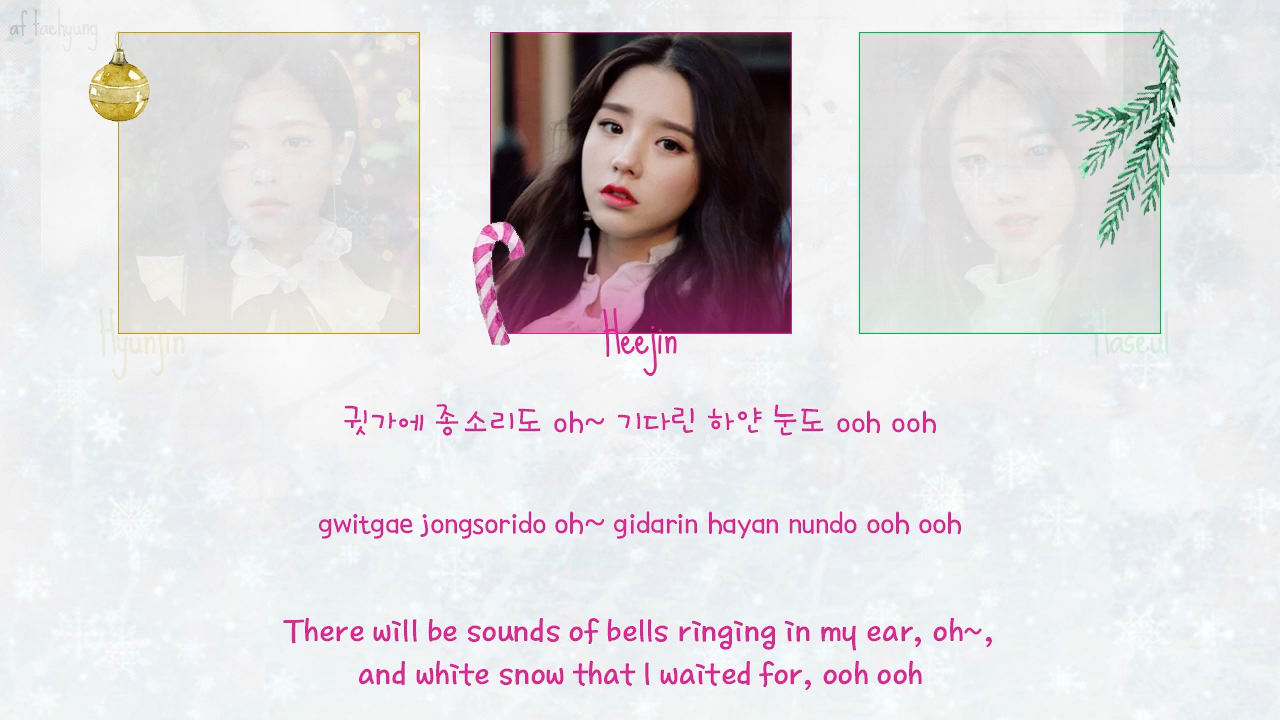 af taehyung
Hyunjin
Heejin
Haseul
귓가에 종소리도 oh~ 기다린 하얀 눈도 ooh ooh
gwitgae jongsorido oh~ gidarin hayan nundo ooh ooh
There will be sounds of bells ringing in my ear, oh~,
and white snow that I waited for, ooh ooh